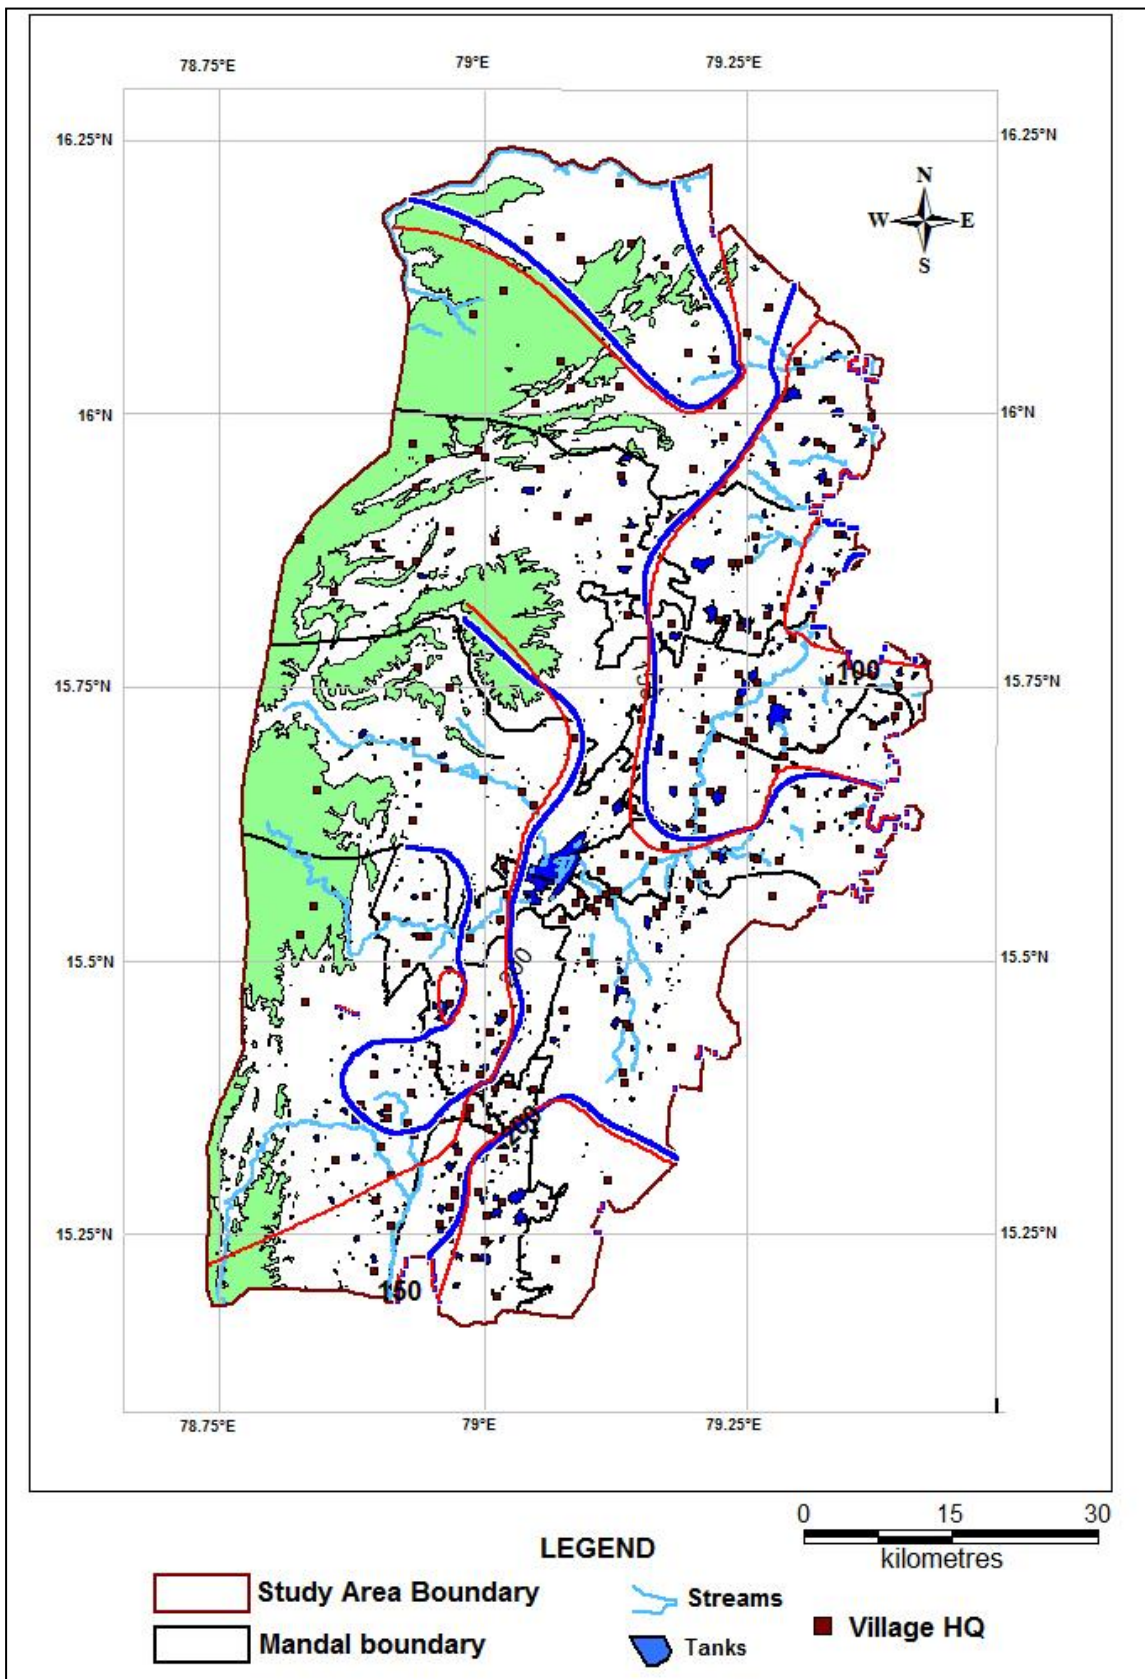 78.75°E 79°E 79.25°E
16.25°N 16.25°N
N
W E
S
16°N 16°N
15.75°N 100 15.75°N
15.5°N 200 15.5°N
200
15.25°N 15.25°N
150
78.75°E 79°E 79.25°E
0 15 30
kilometres
LEGEND
Study Area Boundary Streams Village HQ
Mandal boundary Tanks